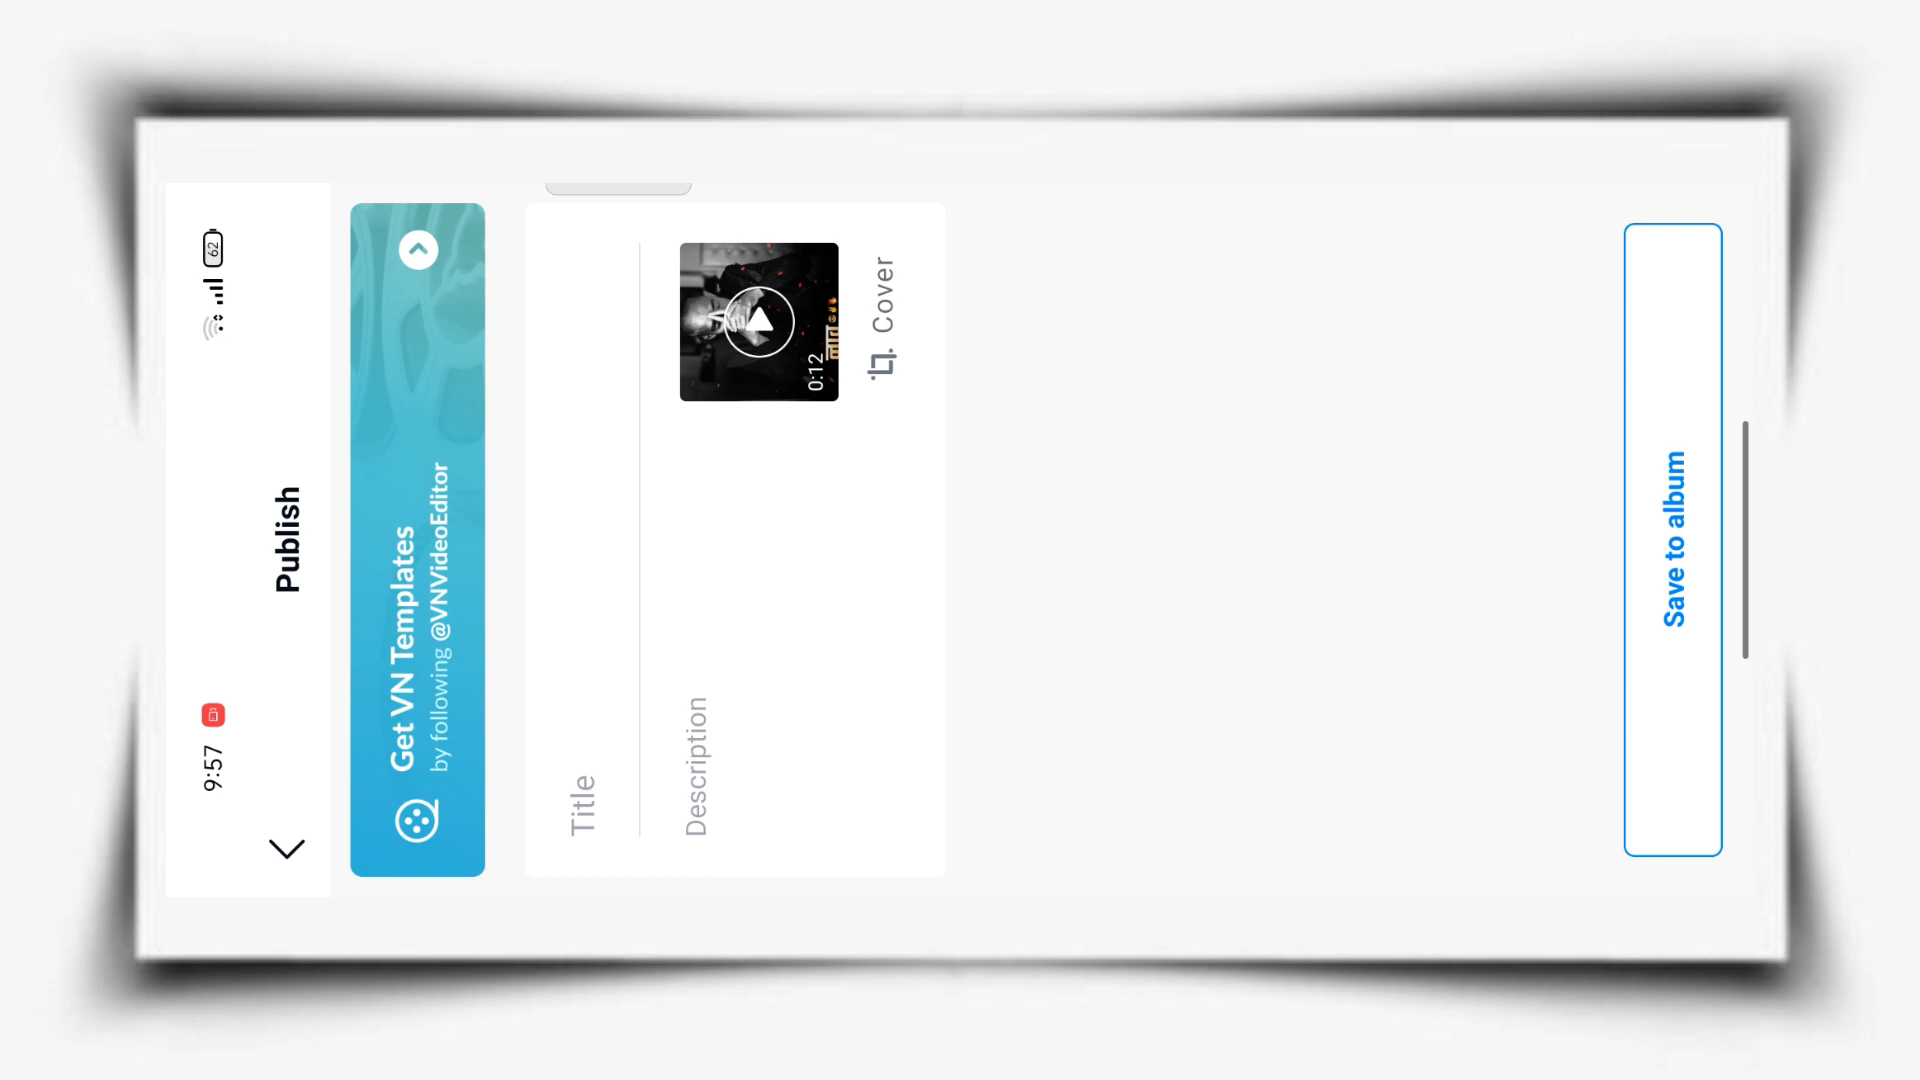 9:57
62
Publish
Get VN Templates
by following @VNVideoEditor
Title
Description
0:12
Cover
Save to album